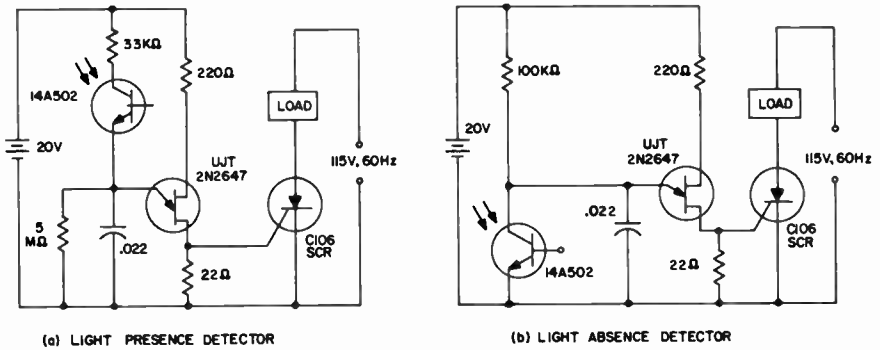 33KΩ
14A502
220Ω
20V
UJT
2N2647
LOAD
115V, 60Hz
5
MΩ
.022
22Ω
C106
SCR
(a) LIGHT PRESENCE DETECTOR
100KΩ
220Ω
20V
UJT
2N2647
LOAD
115V, 60Hz
.022
14A502
22Ω
C106
SCR
(b) LIGHT ABSENCE DETECTOR